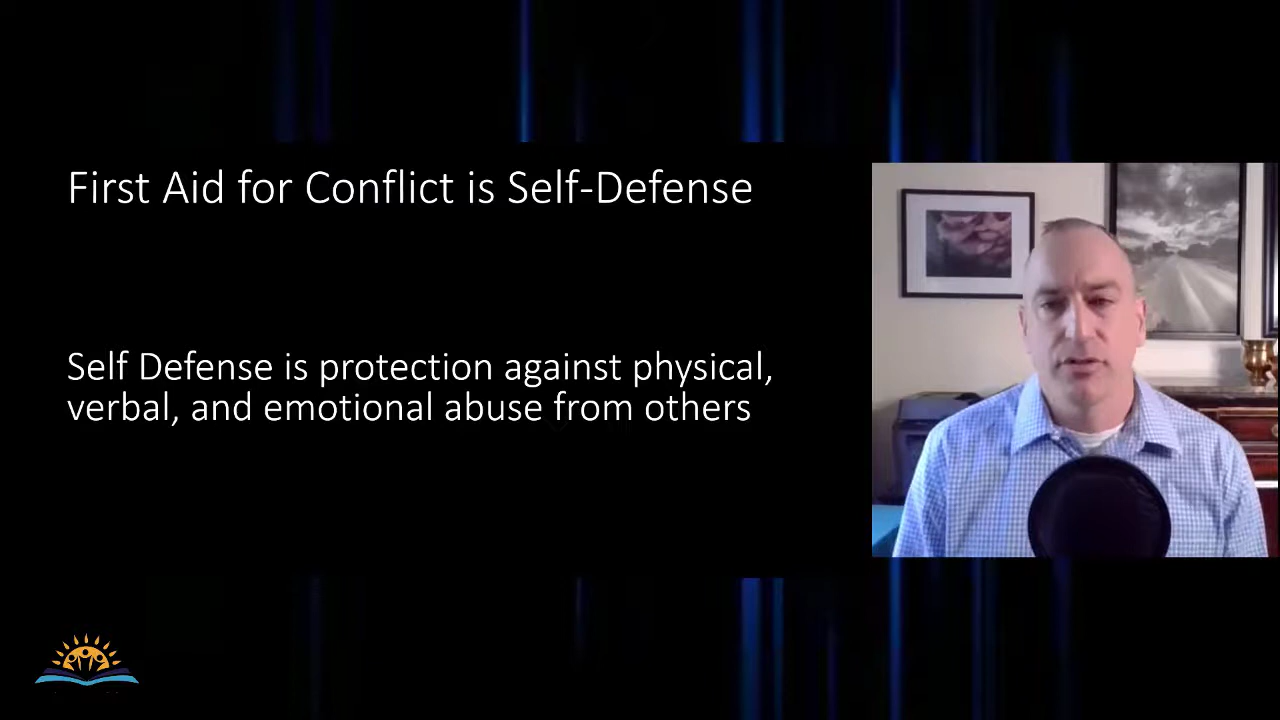 First Aid for Conflict is Self-Defense
Self Defense is protection against physical,
verbal, and emotional abuse from others